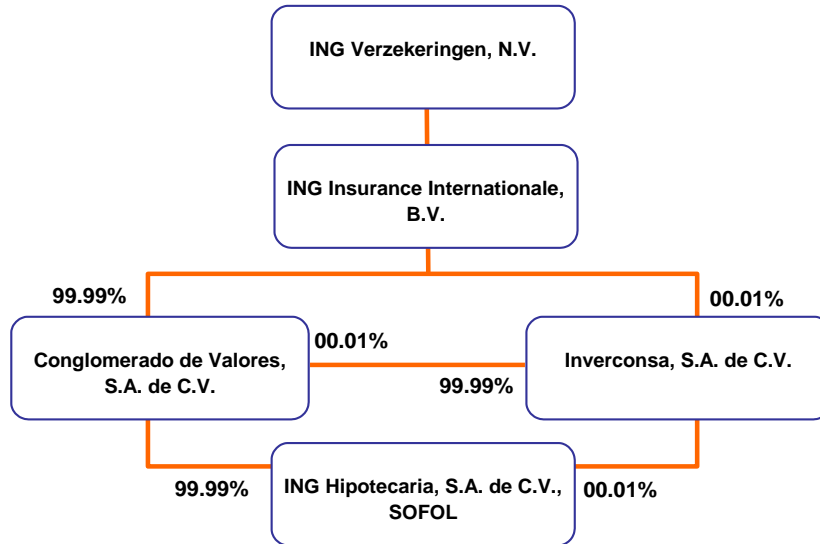 ING Verzekeringen, N.V.
ING Insurance Internationale,
B.V.
99.99%
00.01%
Conglomerado de Valores,
S.A. de C.V.
00.01%
99.99%
Inverconsa, S.A. de C.V.
99.99%
ING Hipotecaria, S.A. de C.V.,
SOFOL
00.01%